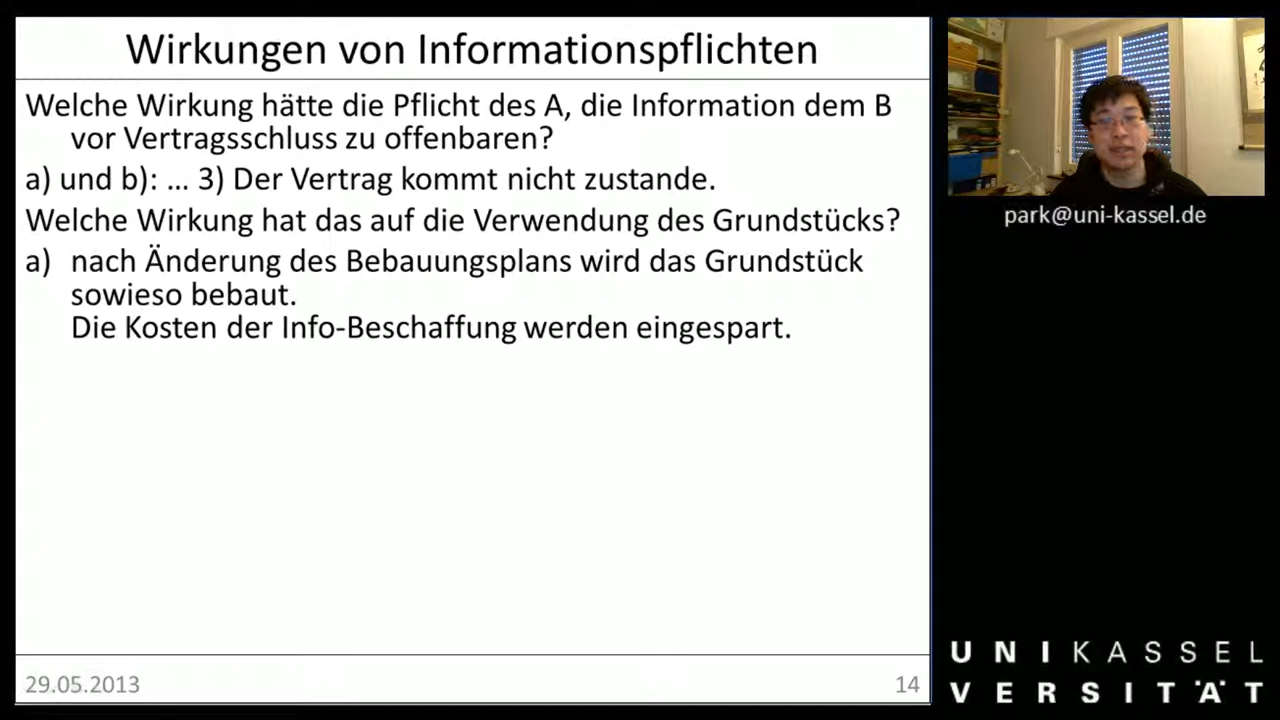 Wirkungen von Informationspflichten
Welche Wirkung hätte die Pflicht des A, die Information dem B
vor Vertragsschluss zu offenbaren?
a) und b): ... 3) Der Vertrag kommt nicht zustande.
Welche Wirkung hat das auf die Verwendung des Grundstücks?
a) nach Änderung des Bebauungsplans wird das Grundstück
sowieso bebaut.
Die Kosten der Info-Beschaffung werden eingespart.
29.05.2013
14
park@uni-kassel.de
UNIKASSEL
VERSITÄT